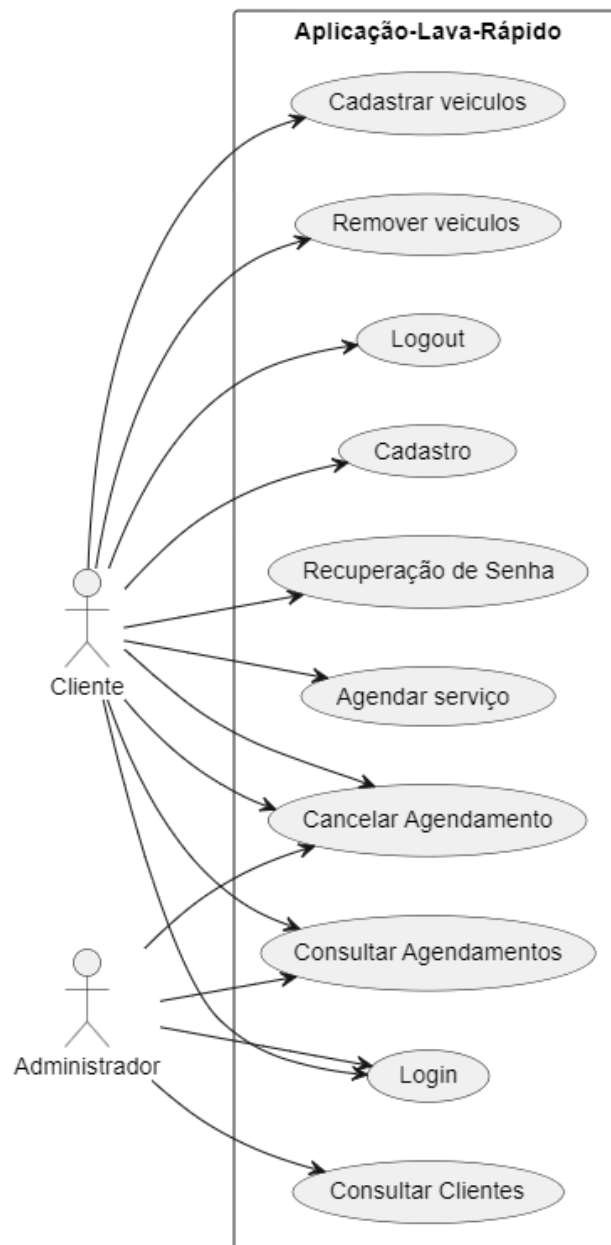 Aplicação-Lava-Rápido
Cadastrar veiculos
Remover veiculos
Logout
Cadastro
Recuperação de Senha
Cliente
Agendar serviço
Cancelar Agendamento
Consultar Agendamentos
Administrador
Login
Consultar Clientes